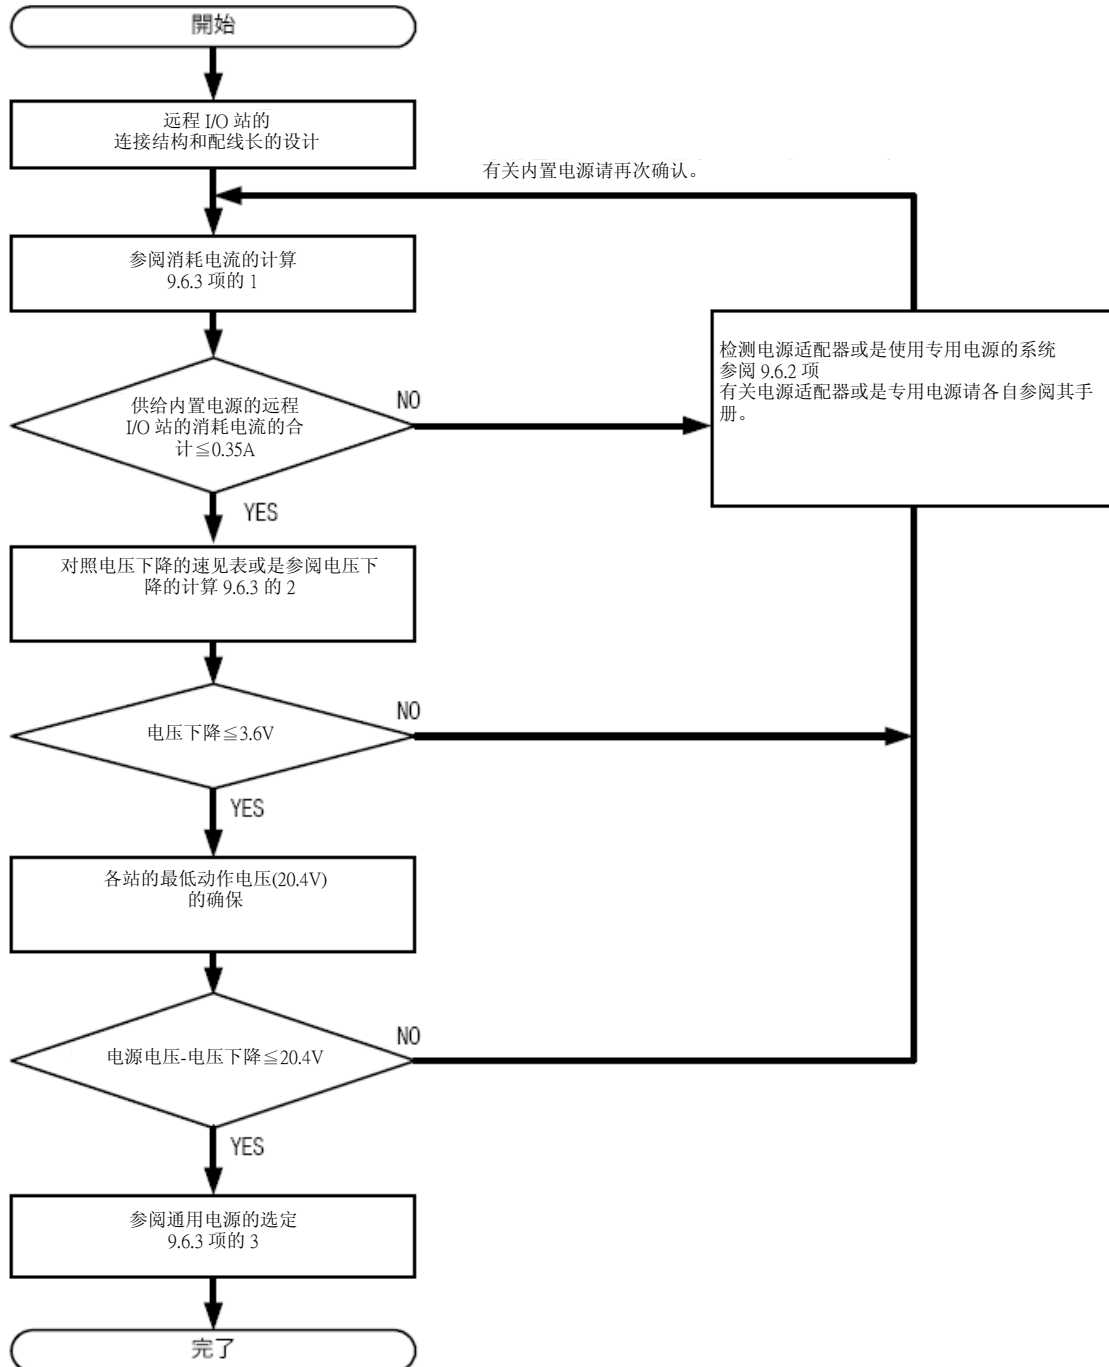 開始
远程 I/O 站的
连接结构和配线长的设计
有关内置电源请再次确认。
参阅消耗电流的计算
9.6.3 项的 1
供给内置电源的远程
I/O 站的消耗电流的合
计≦0.35A
NO
检测电源适配器或是使用专用电源的系统
参阅 9.6.2 项
有关电源适配器或是专用电源请各自参阅其手
册。
YES
对照电压下降的速见表或是参阅电压下
降的计算 9.6.3 的 2
电压下降≦3.6V
NO
YES
各站的最低动作电压(20.4V)
的确保
电源电压-电压下降≦20.4V
NO
YES
参阅通用电源的选定
9.6.3 项的 3
完了